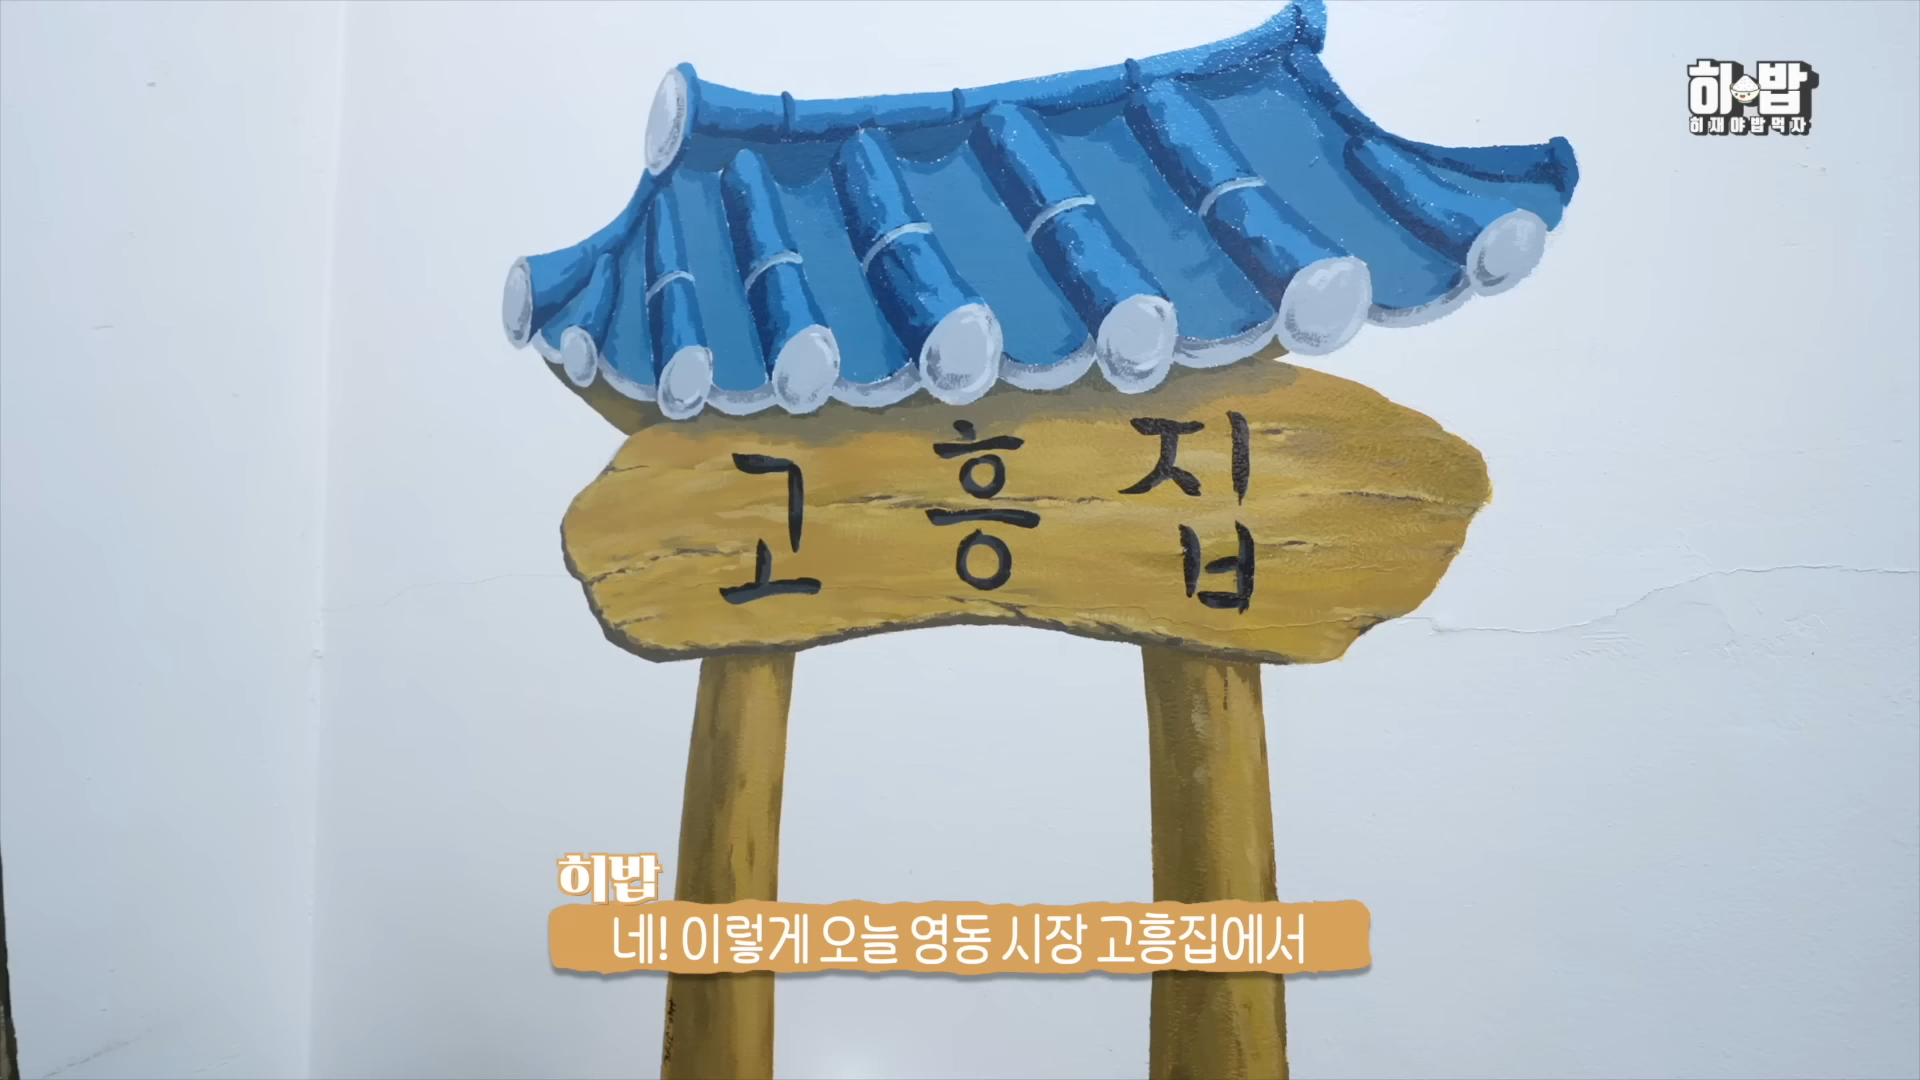 히밥
히재야밥먹자
고흥집
히밥
네! 이렇게 오늘 영동 시장 고흥집에서